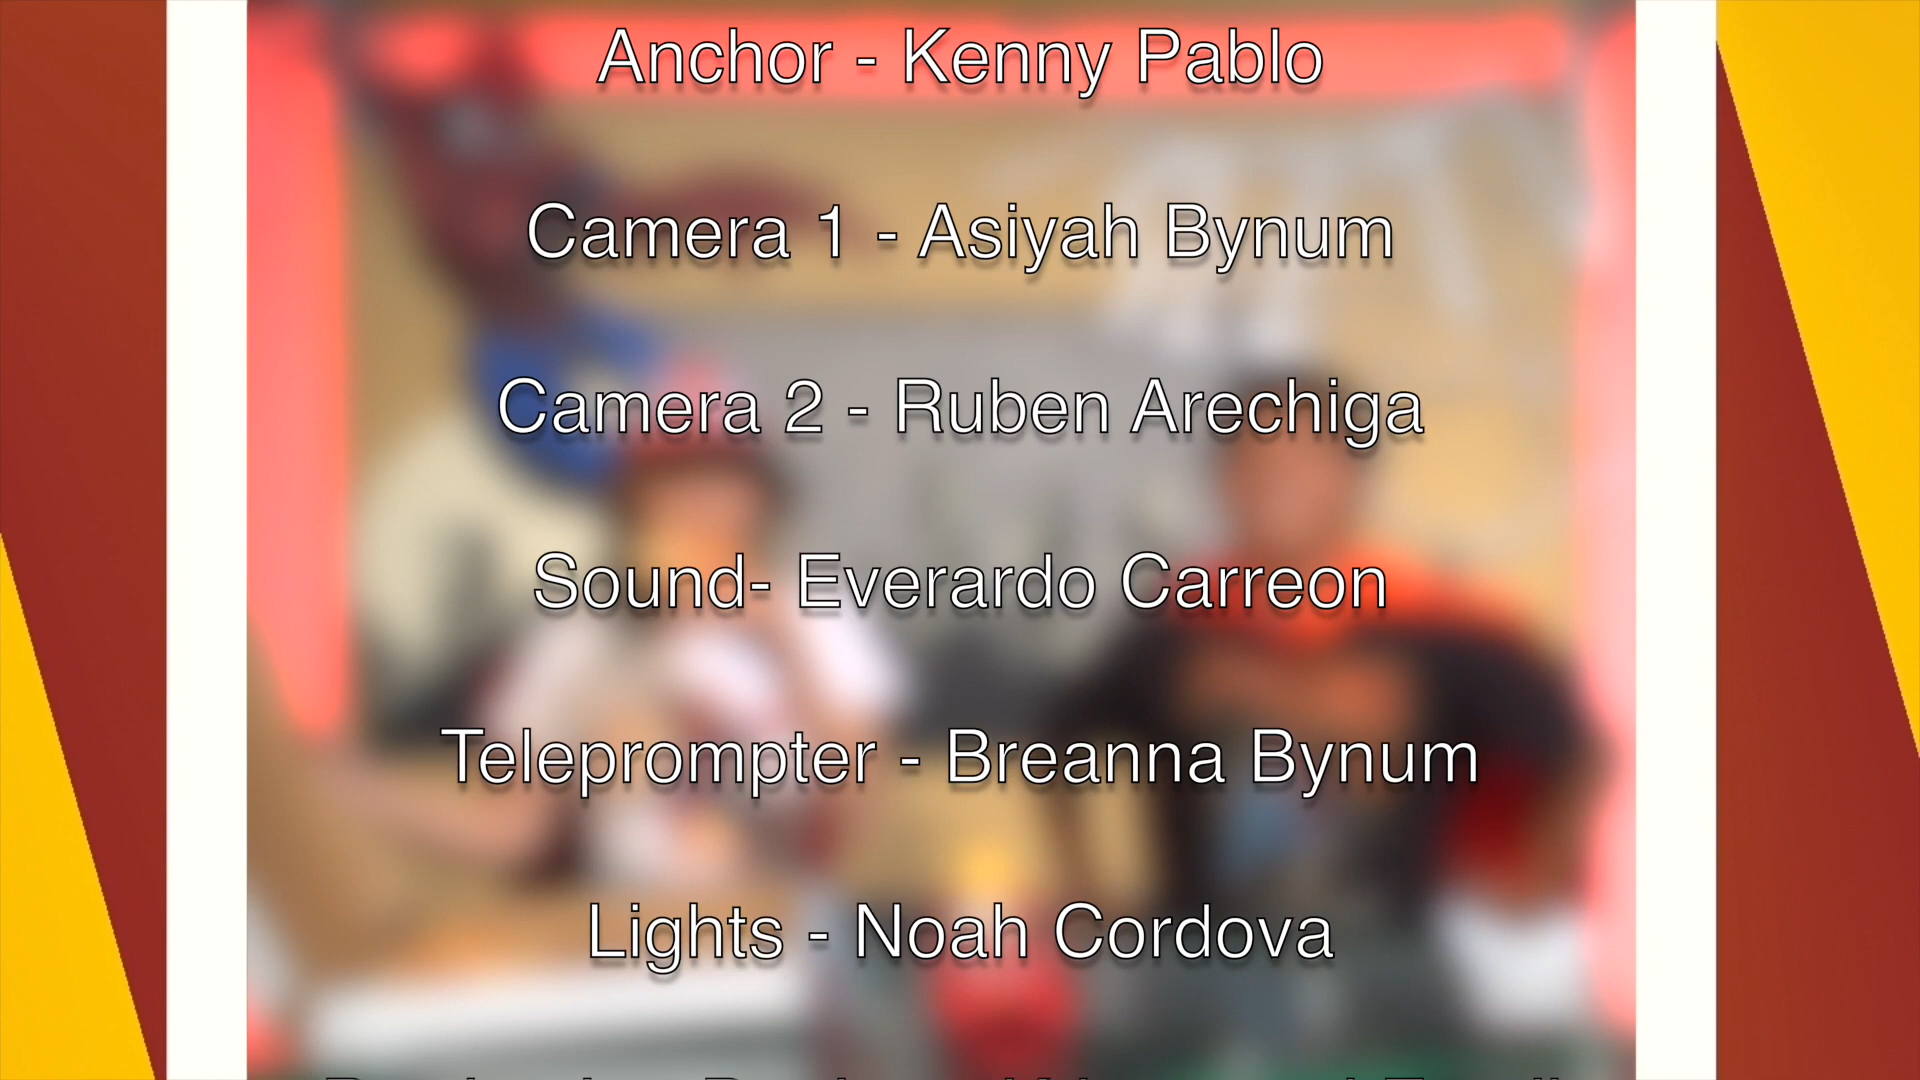 Anchor - Kenny Pablo
Camera 1 - Asiyah Bynum
Camera 2 - Ruben Arechiga
Sound- Everardo Carreon
Teleprompter - Breanna Bynum
Lights - Noah Cordova